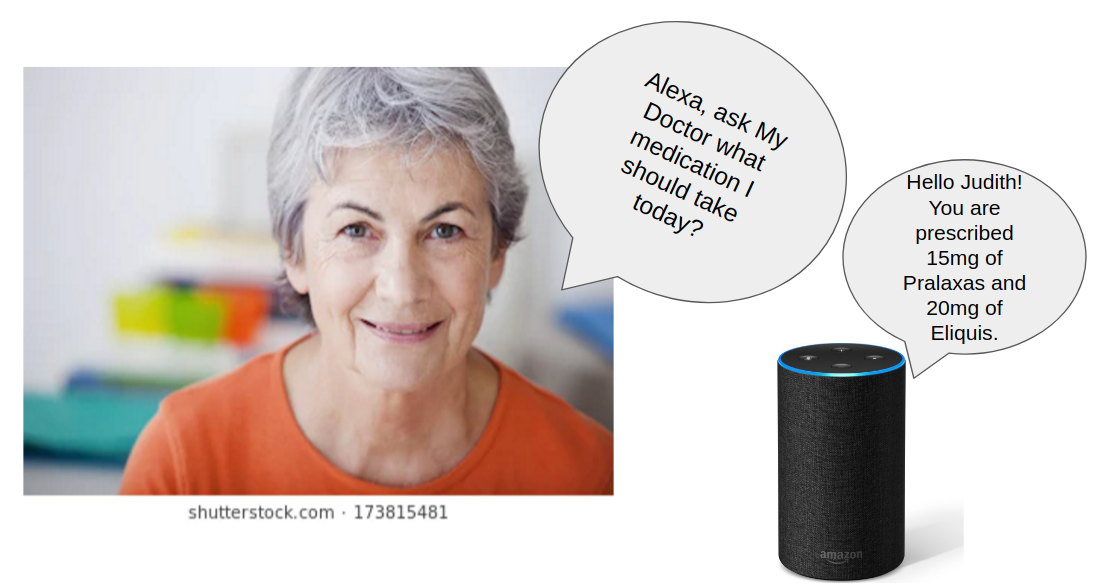 Alexa, ask My
Doctor what
medication I
should take
today?
Hello Judith!
You are
prescribed
15mg of
Pralaxas and
20mg of
Eliquis.
shutterstock.com · 173815481
amazon